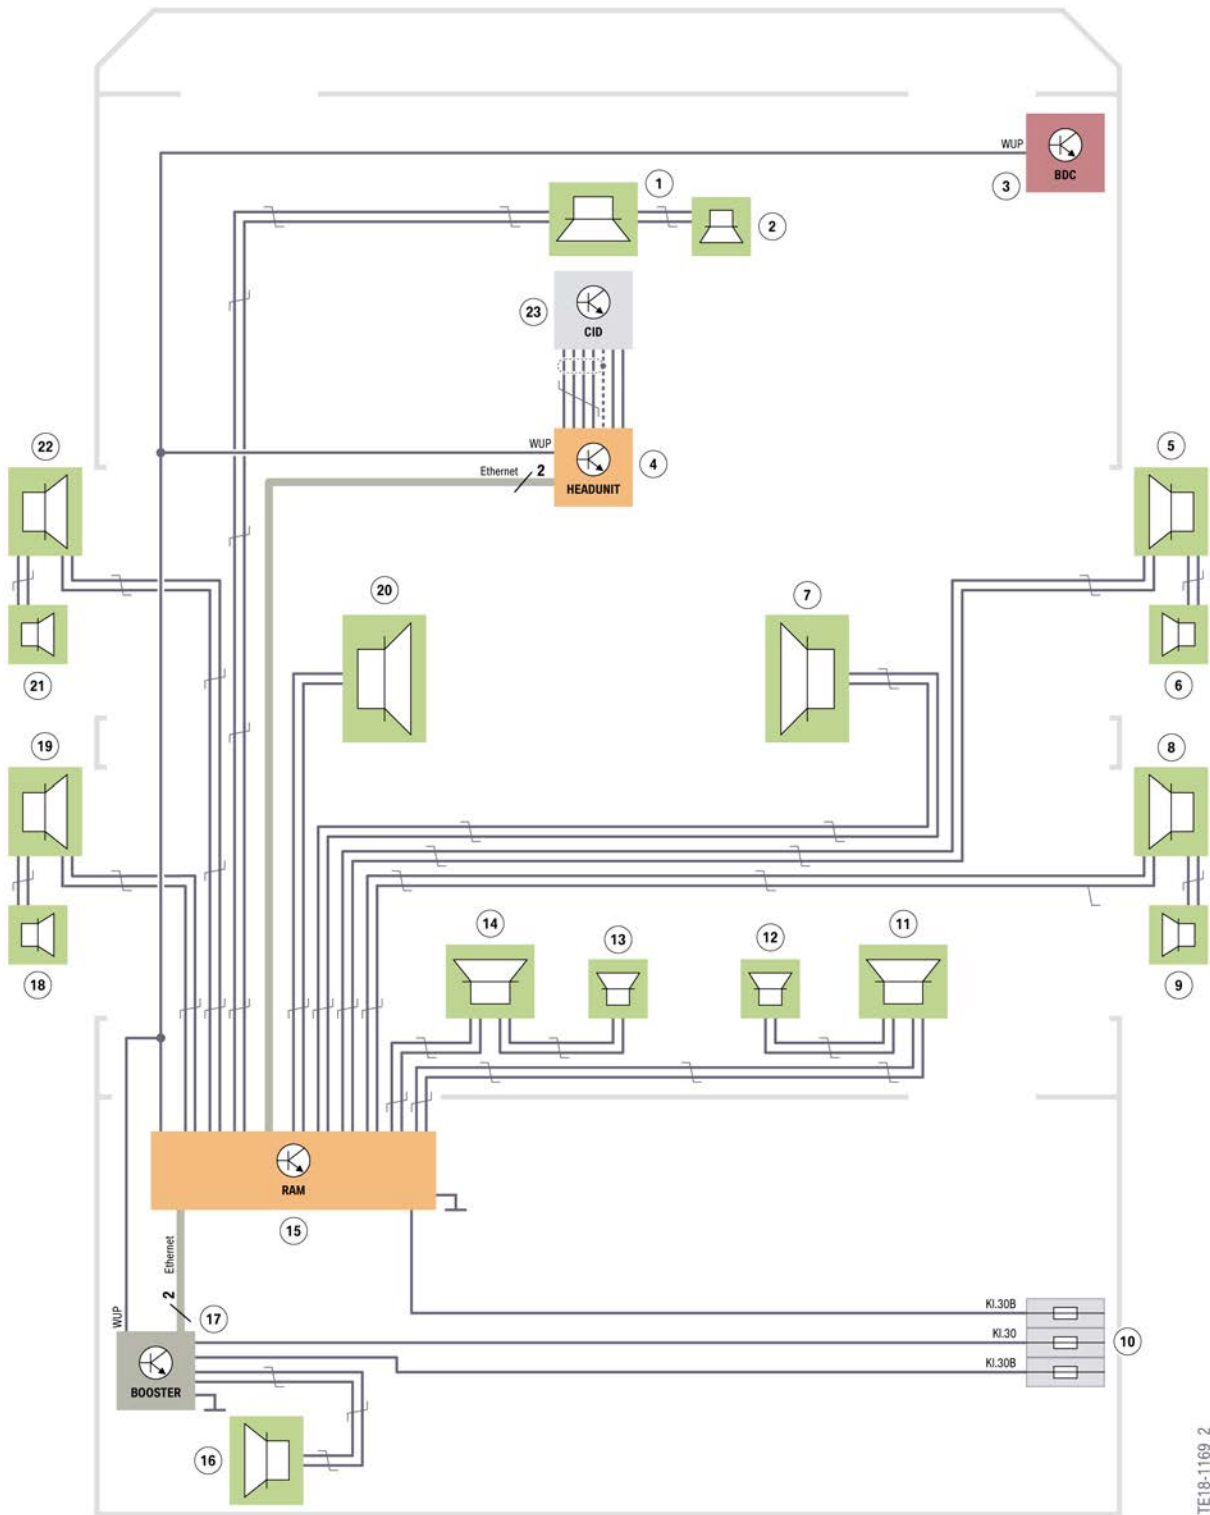 WUP
BDC
3
1
2
23
CID
22
WUP
4
5
Ethernet
2
HEADUNIT
20
7
21
6
19
8
14
13
12
11
18
9
RAM
15
Ethernet
2
17
WUP
Kl.30B
Kl.30
10
Kl.30B
BOOSTER
16
TE18-1169_2